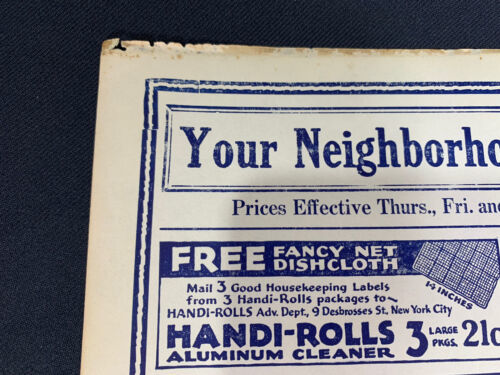 Your Neighborho
Prices Effective Thurs., Fri. and
FREE FANCY NET DISHCLOTH
14 INCHES
Mail 3 Good Housekeeping Labels
from 3 Handi-Rolls packages to
HANDI-ROLLS Adv. Dept., 9 Desbrosses St., New York City
HANDI-ROLLS 3 LARGE PKGS. 21c
ALUMINUM CLEANER